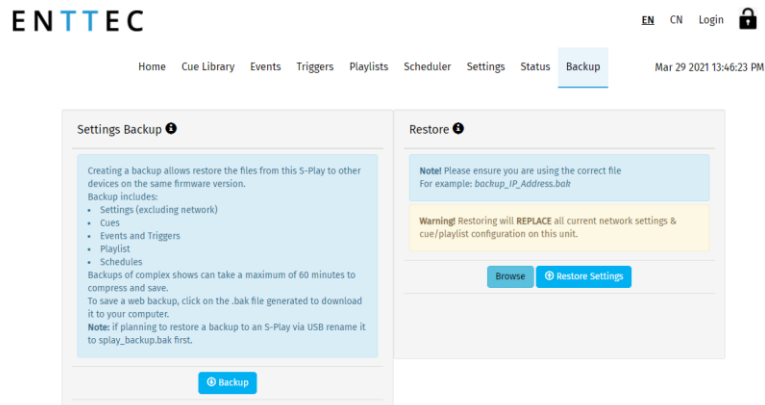 ENTTEC
EN CN Login
Home Cue Library Events Triggers Playlists Scheduler Settings Status Backup Mar 29 2021 13:46:23 PM
Settings Backup
Creating a backup allows restore the files from this S-Play to other
devices on the same firmware version.
Backup includes:
• Settings (excluding network)
• Cues
• Events and Triggers
• Playlist
• Schedules
Backups of complex shows can take a maximum of 60 minutes to
compress and save.
To save a web backup, click on the .bak file generated to download
it to your computer.
Note: if planning to restore a backup to an S-Play via USB rename it
to splay_backup.bak first.
Backup
Restore
Note! Please ensure you are using the correct file
For example: backup_IP_Address.bak
Warning! Restoring will REPLACE all current network settings &
cue/playlist configuration on this unit.
Browse Restore Settings